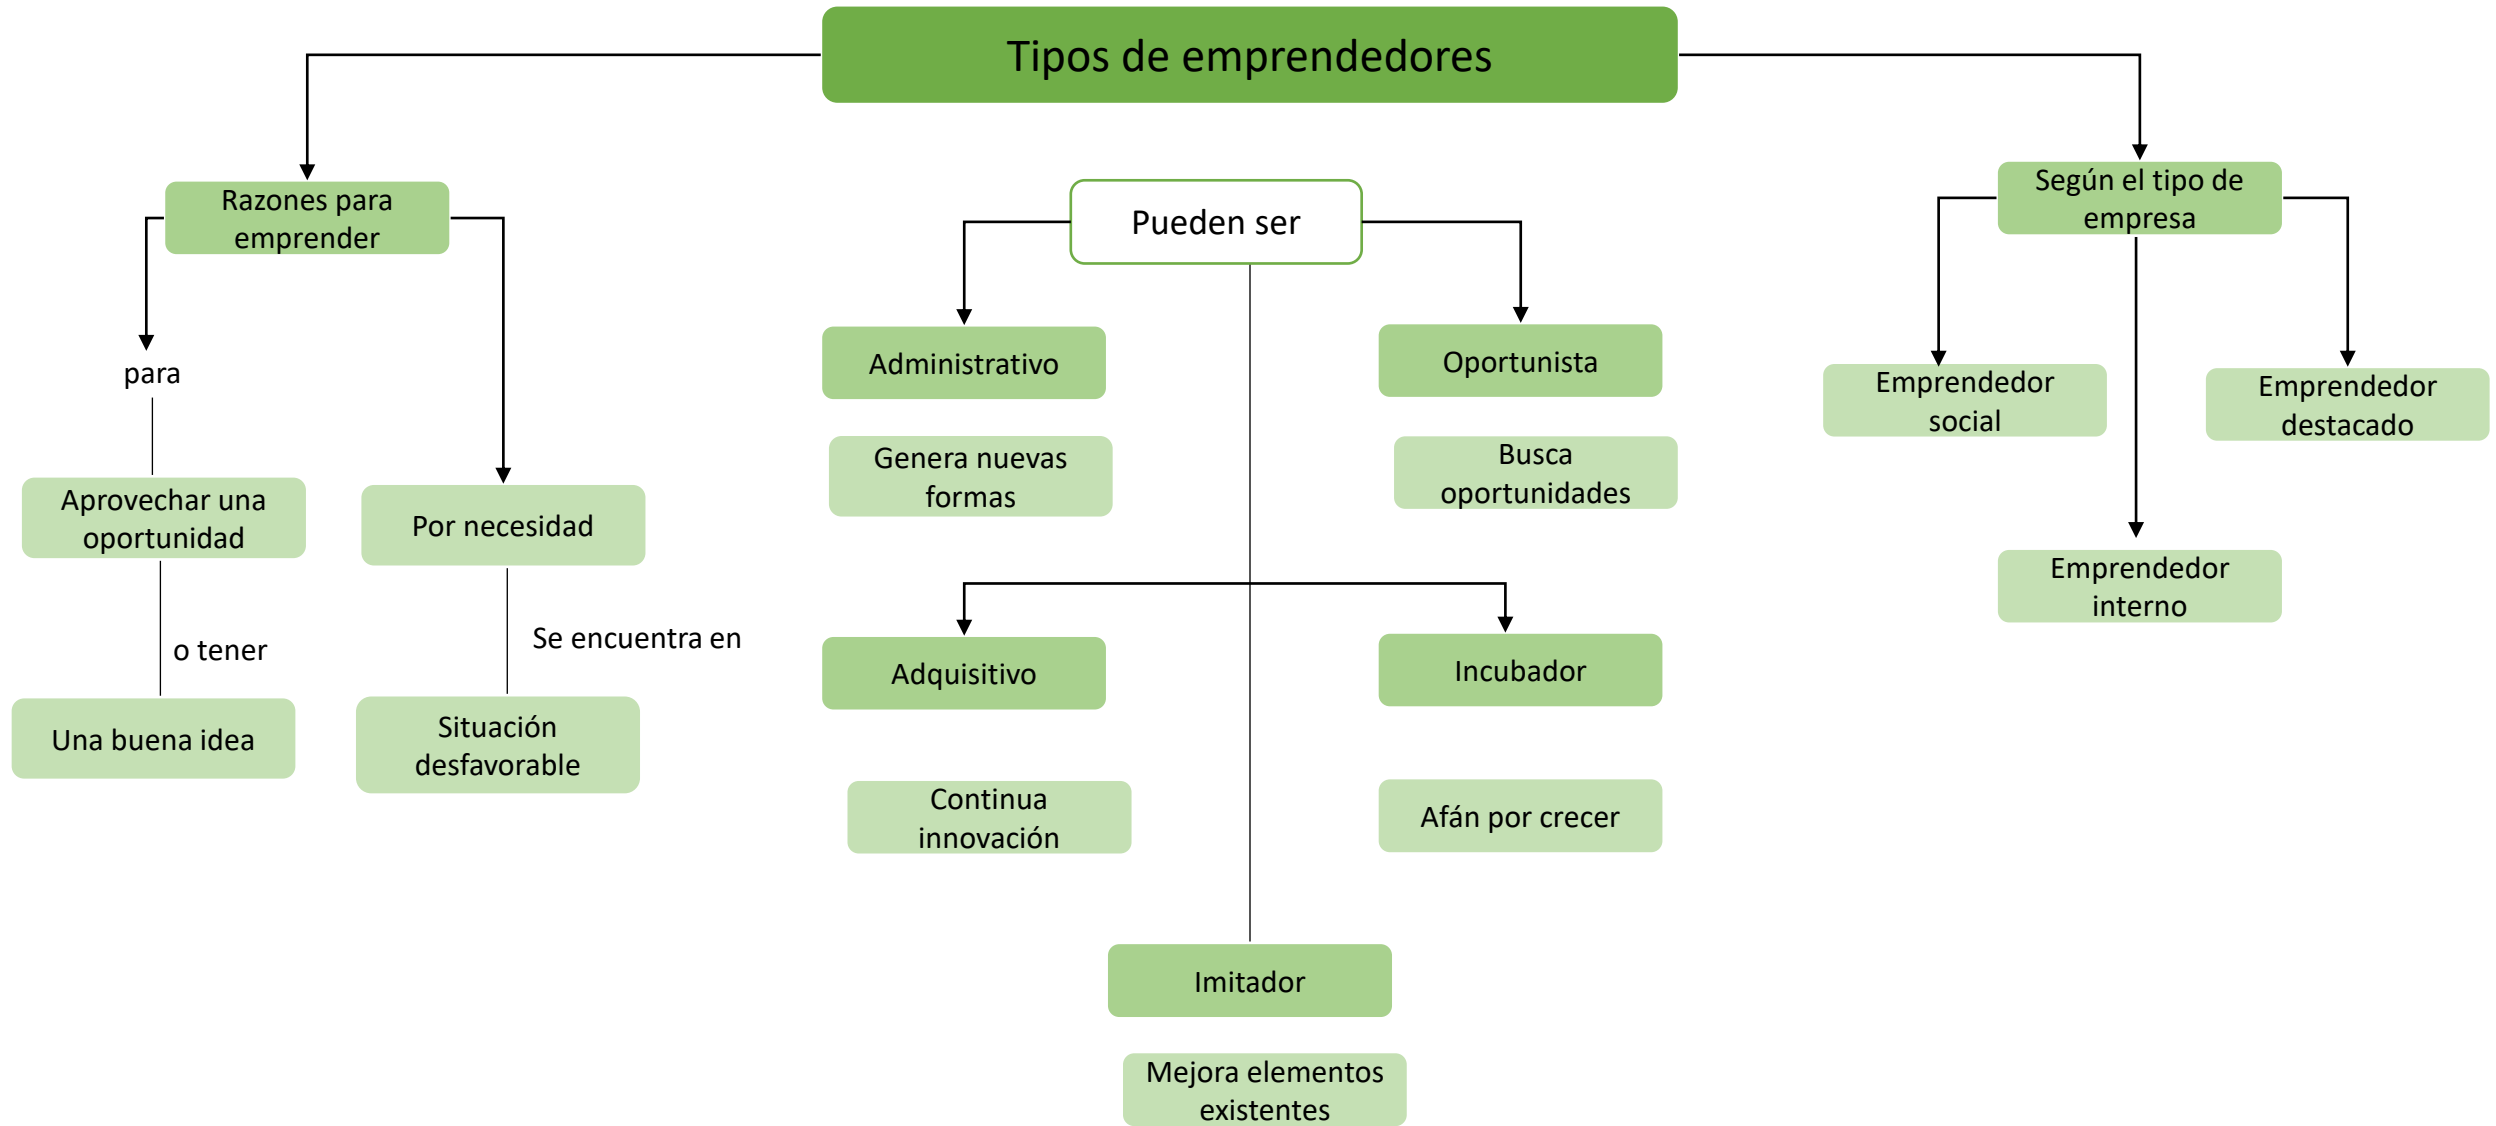 Tipos de emprendedores
Razones para
emprender
para
Aprovechar una
oportunidad
o tener
Una buena idea
Por necesidad
Se encuentra en
Situación
desfavorable
Pueden ser
Administrativo
Genera nuevas
formas
Oportunista
Busca
oportunidades
Adquisitivo
Continua
innovación
Incubador
Afán por crecer
Imitador
Mejora elementos
existentes
Según el tipo de
empresa
Emprendedor
social
Emprendedor
interno
Emprendedor
destacado